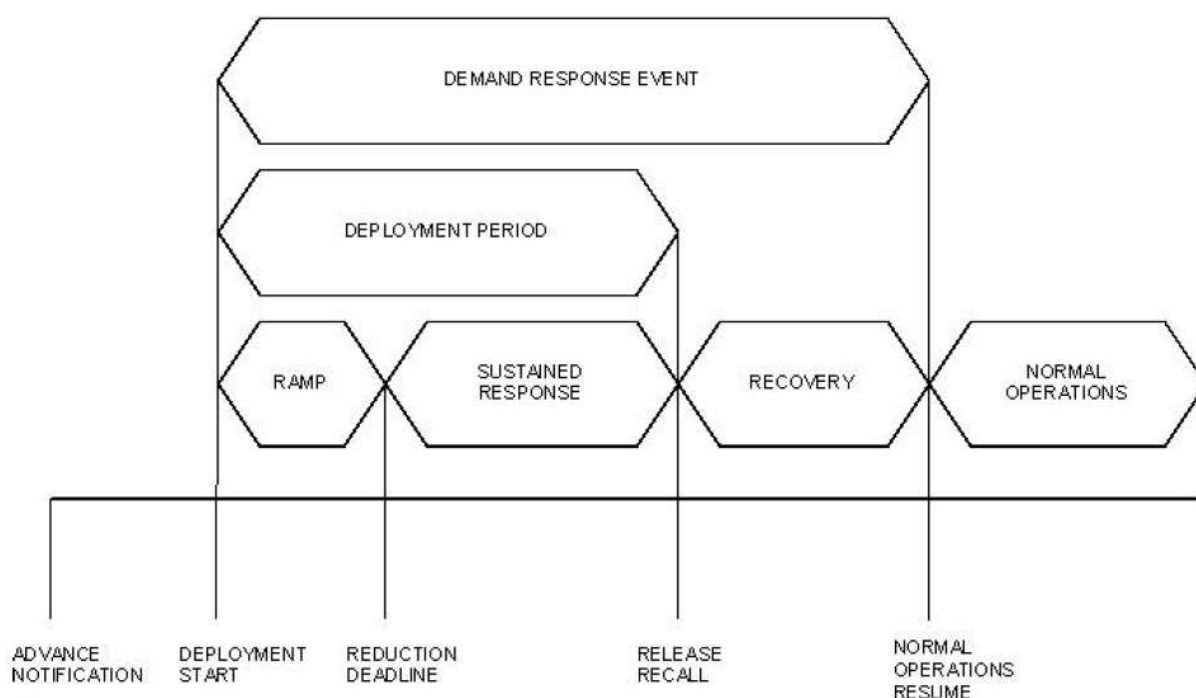 DEMAND RESPONSE EVENT
DEPLOYMENT PERIOD
RAMP
SUSTAINED
RESPONSE
RECOVERY
NORMAL
OPERATIONS
ADVANCE
NOTIFICATION
DEPLOYMENT
START
REDUCTION
DEADLINE
RELEASE
RECALL
NORMAL
OPERATIONS
RESUME